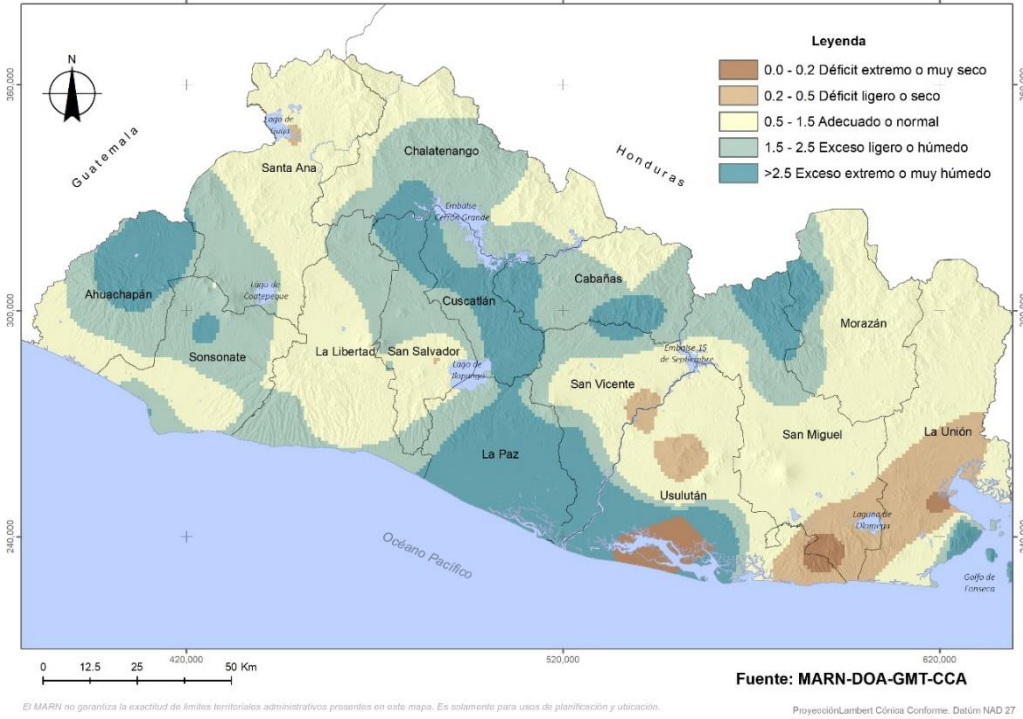 Leyenda
0.0 - 0.2 Déficit extremo o muy seco
0.2 - 0.5 Déficit ligero o seco
0.5 - 1.5 Adecuado o normal
1.5 - 2.5 Exceso ligero o húmedo
>2.5 Exceso extremo o muy húmedo
N
360,000
Guatemala
Honduras
Lago de
Guija
Santa Ana
Chalatenango
Embalse
Cerrón Grande
300,000
Ahuachapán
Lago de
Coatepeque
Sonsonate
La Libertad
San Salvador
Cuscatlán
Cabañas
Lago de
Ilopango
Embalse 15
de Septiembre
San Vicente
Morazán
San Miguel
La Unión
La Paz
Usulután
Laguna de
Olomega
240,000
Océano Pacífico
Golfo de
Fonseca
420,000
520,000
620,000
0 12.5 25 50 Km
Fuente: MARN-DOA-GMT-CCA
El MARN no garantiza la exactitud de limites territoriales administrativos presentes en este mapa. Es solamente para usos de planificación y ubicación.
ProyecciónLambert Cónica Conforme. Datúm NAD 27